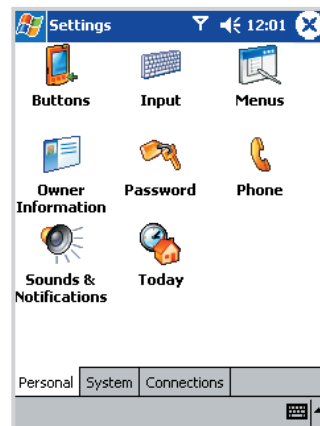 Settings 12:01
Buttons Input Menus
Owner Information Password Phone
Sounds & Notifications Today
Personal System Connections